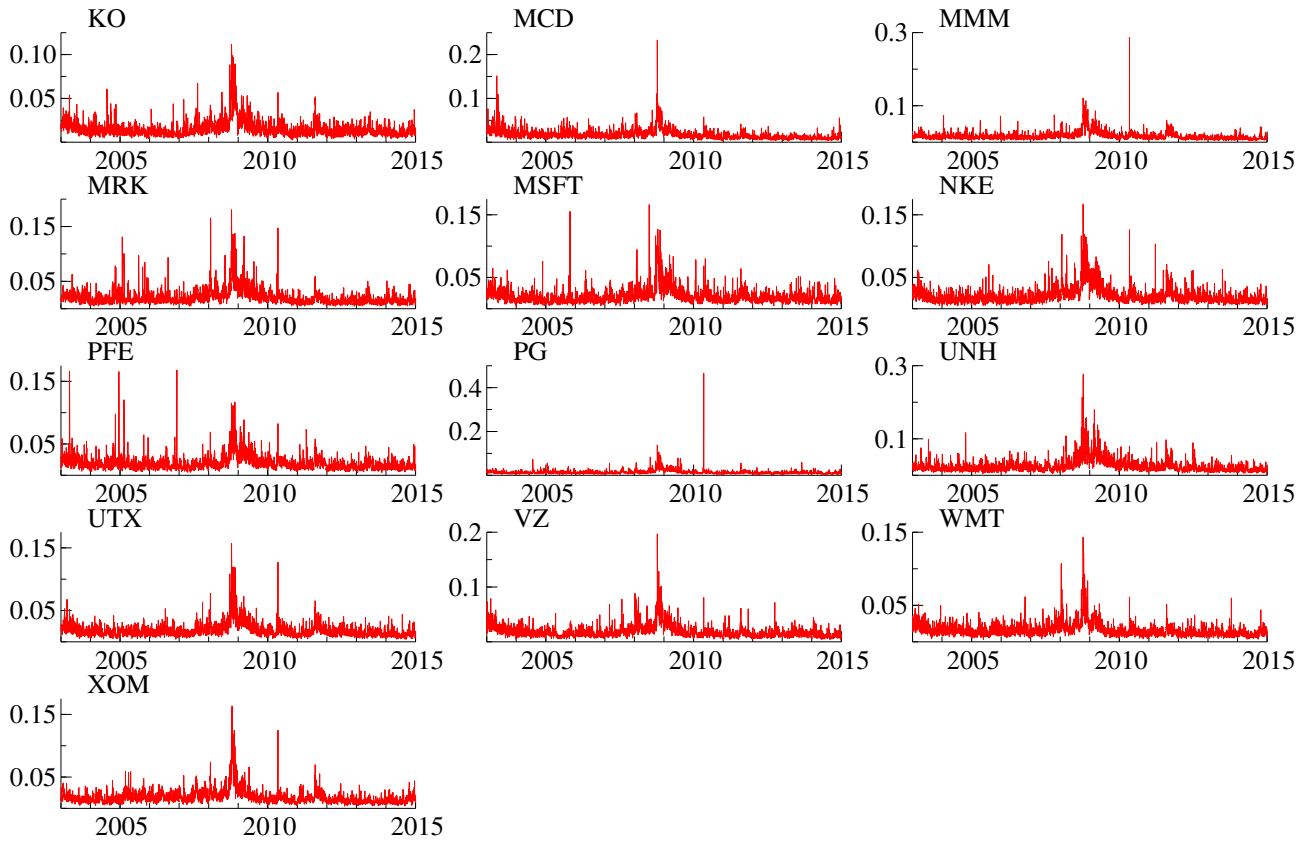 KO MCD MMM
0.10 0.2 0.3
0.05 0.1 0.1
2005 2010 2015 2005 2010 2015 2005 2010 2015
MRK MSFT NKE
0.15 0.15 0.15
0.05 0.05 0.05
2005 2010 2015 2005 2010 2015 2005 2010 2015
PFE PG UNH
0.15 0.4 0.3
0.05 0.2 0.1
2005 2010 2015 2005 2010 2015 2005 2010 2015
UTX VZ WMT
0.15 0.2 0.15
0.05 0.1 0.05
2005 2010 2015 2005 2010 2015 2005 2010 2015
XOM
0.15
0.05
2005 2010 2015